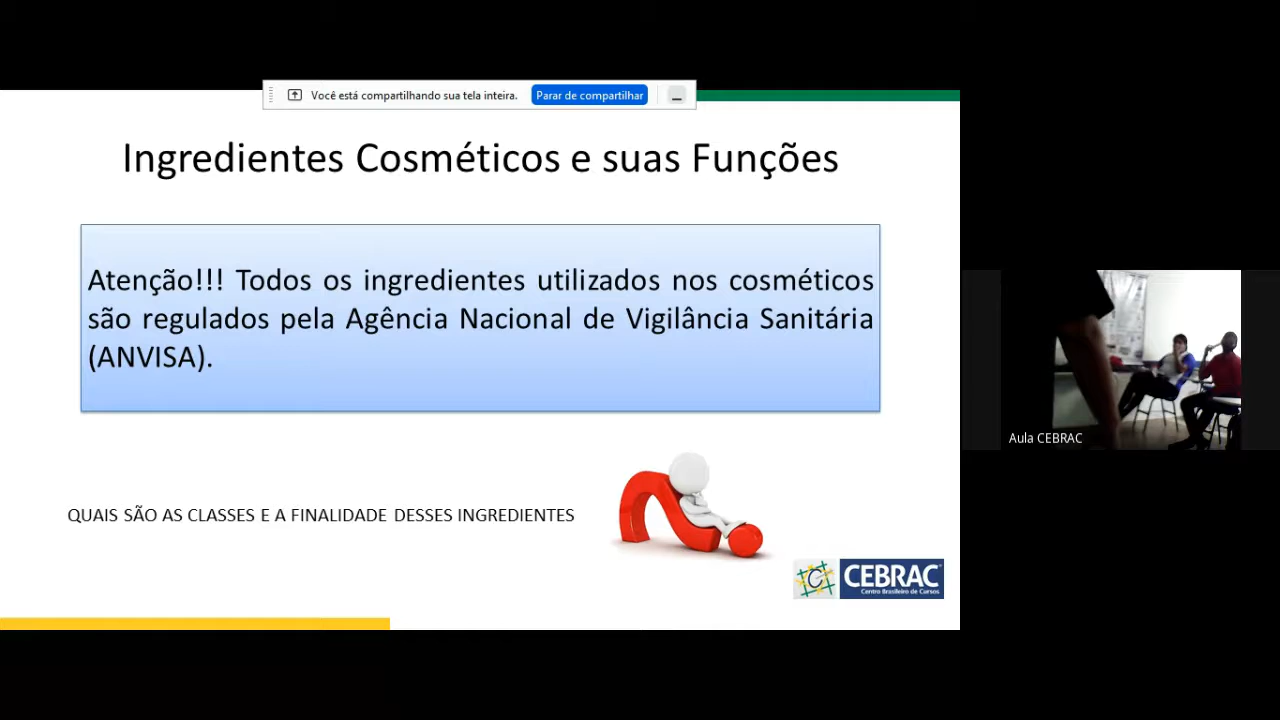 Você está compartilhando sua tela inteira. Parar de compartilhar
Ingredientes Cosméticos e suas Funções
Atenção!!! Todos os ingredientes utilizados nos cosméticos
são regulados pela Agência Nacional de Vigilância Sanitária
(ANVISA).
QUAIS SÃO AS CLASSES E A FINALIDADE DESSES INGREDIENTES
C CEBRAC
Centro Brasileiro de Cursos
Aula CEBRAC